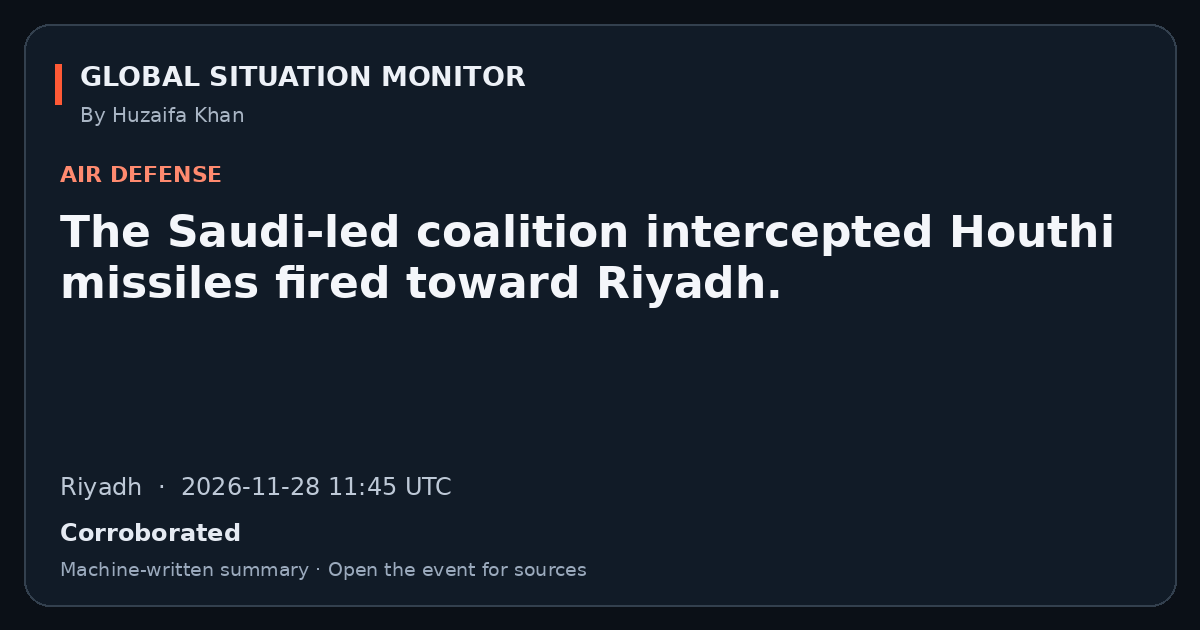 GLOBAL SITUATION MONITOR
By Huzaifa Khan
AIR DEFENSE
The Saudi-led coalition intercepted Houthi
missiles fired toward Riyadh.
Riyadh · 2026-11-28 11:45 UTC
Corroborated
Machine-written summary · Open the event for sources